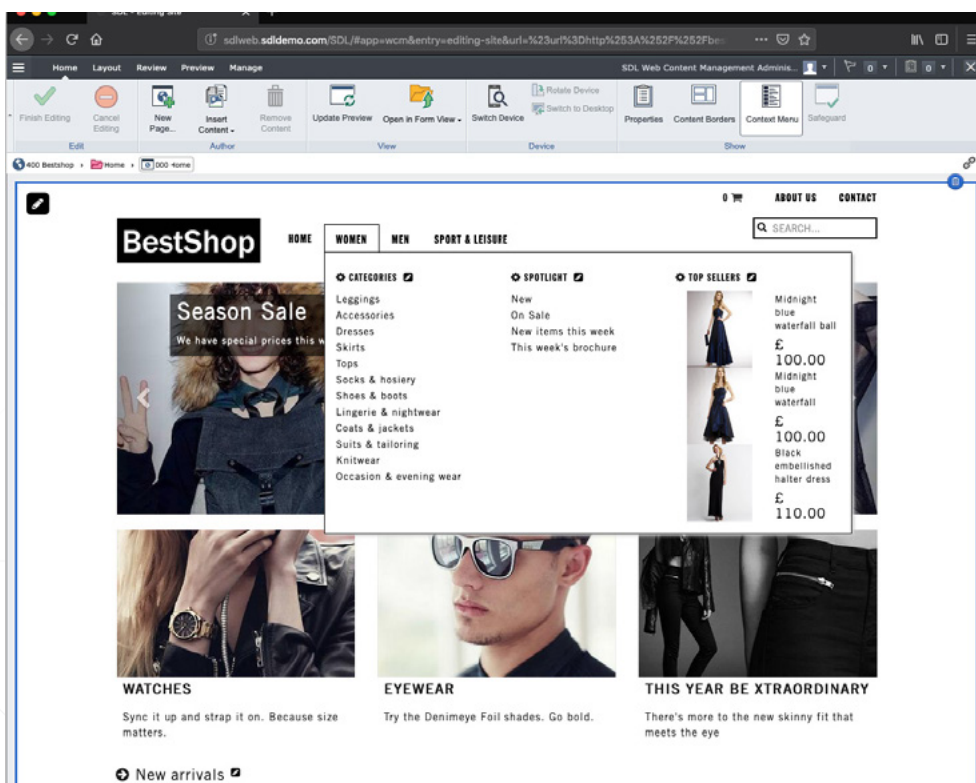 SDL - Editing Site
sdlweb.sdldemo.com/SDL/#app=wcm&entry=editing-site&url=%23url%3Dhttp%253A%252F%252Fbes
Home Layout Review Preview Manage SDL Web Content Management Adminis... 0 0
Finish Editing
Cancel Editing
New Page...
Insert Content
Remove Content
Update Preview
Open in Form View
Switch Device
Rotate Device
Switch to Desktop
Properties
Content Borders
Context Menu
Safeguard
Edit Author View Device Show
400 Bestshop Home 000 Home
0 ABOUT US CONTACT
BestShop
HOME WOMEN MEN SPORT & LEISURE
SEARCH...
Season Sale
We have special prices this w
CATEGORIES
Leggings
Accessories
Dresses
Skirts
Tops
Socks & hosiery
Shoes & boots
Lingerie & nightwear
Coats & jackets
Suits & tailoring
Knitwear
Occasion & evening wear
SPOTLIGHT
New
On Sale
New items this week
This week's brochure
TOP SELLERS
Midnight
blue
waterfall ball
£
100.00
Midnight
blue
waterfall
£
100.00
Black
embellished
halter dress
£
110.00
WATCHES
Sync it up and strap it on. Because size
matters.
EYEWEAR
Try the Denimeye Foil shades. Go bold.
THIS YEAR BE XTRAORDINARY
There's more to the new skinny fit that
meets the eye
New arrivals